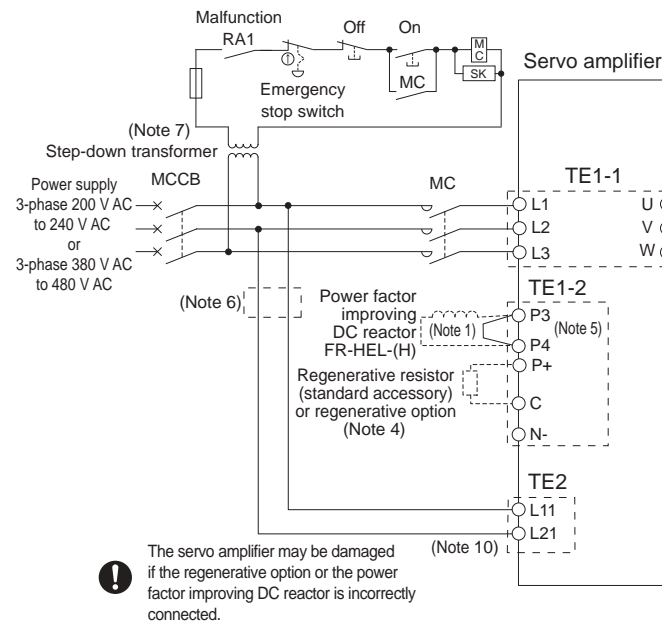 Malfunction
RA1
Off
On
MC
SK
MC
Emergency
stop switch
Servo amplifier
(Note 7)
Step-down transformer
Power supply
3-phase 200 V AC
to 240 V AC
or
3-phase 380 V AC
to 480 V AC
MCCB
MC
TE1-1
L1
L2
L3
U
V
W
(Note 6)
Power factor
improving
DC reactor
FR-HEL-(H)
(Note 1)
TE1-2
P3
P4
(Note 5)
P+
C
N-
Regenerative resistor
(standard accessory)
or regenerative option
(Note 4)
TE2
L11
L21
(Note 10)
The servo amplifier may be damaged
if the regenerative option or the power
factor improving DC reactor is incorrectly
connected.